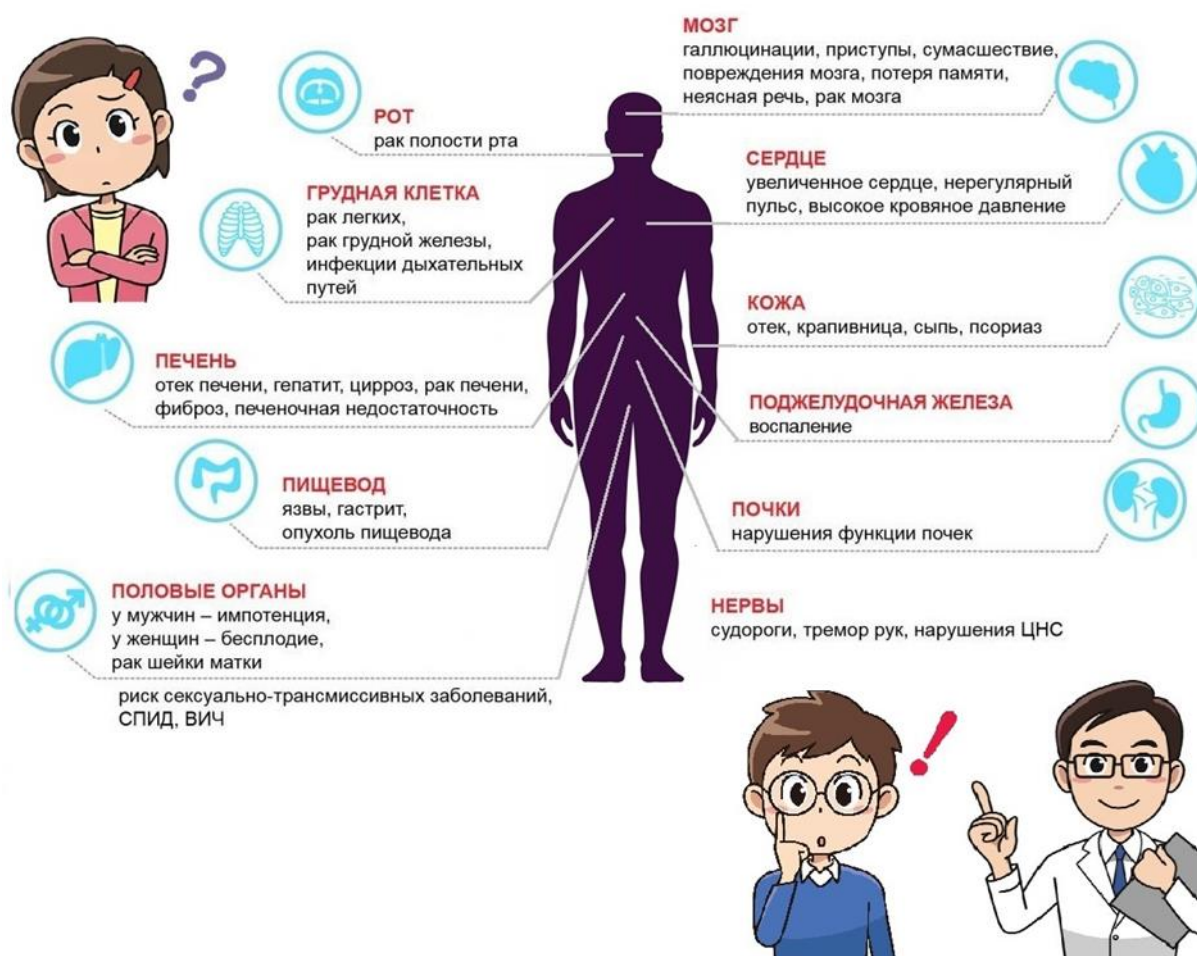 МОЗГ
галлюцинации, приступы, сумасшествие,
повреждения мозга, потеря памяти,
неясная речь, рак мозга
РОТ
рак полости рта
СЕРДЦЕ
увеличенное сердце, нерегулярный
пульс, высокое кровяное давление
ГРУДНАЯ КЛЕТКА
рак легких,
рак грудной железы,
инфекции дыхательных
путей
КОЖА
отек, крапивница, сыпь, псориаз
ПЕЧЕНЬ
отек печени, гепатит, цирроз, рак печени,
фиброз, печеночная недостаточность
ПОДЖЕЛУДОЧНАЯ ЖЕЛЕЗА
воспаление
ПИЩЕВОД
язвы, гастрит,
опухоль пищевода
ПОЧКИ
нарушения функции почек
ПОЛОВЫЕ ОРГАНЫ
у мужчин – импотенция,
у женщин – бесплодие,
рак шейки матки
риск сексуально-трансмиссивных заболеваний,
СПИД, ВИЧ
НЕРВЫ
судороги, тремор рук, нарушения ЦНС